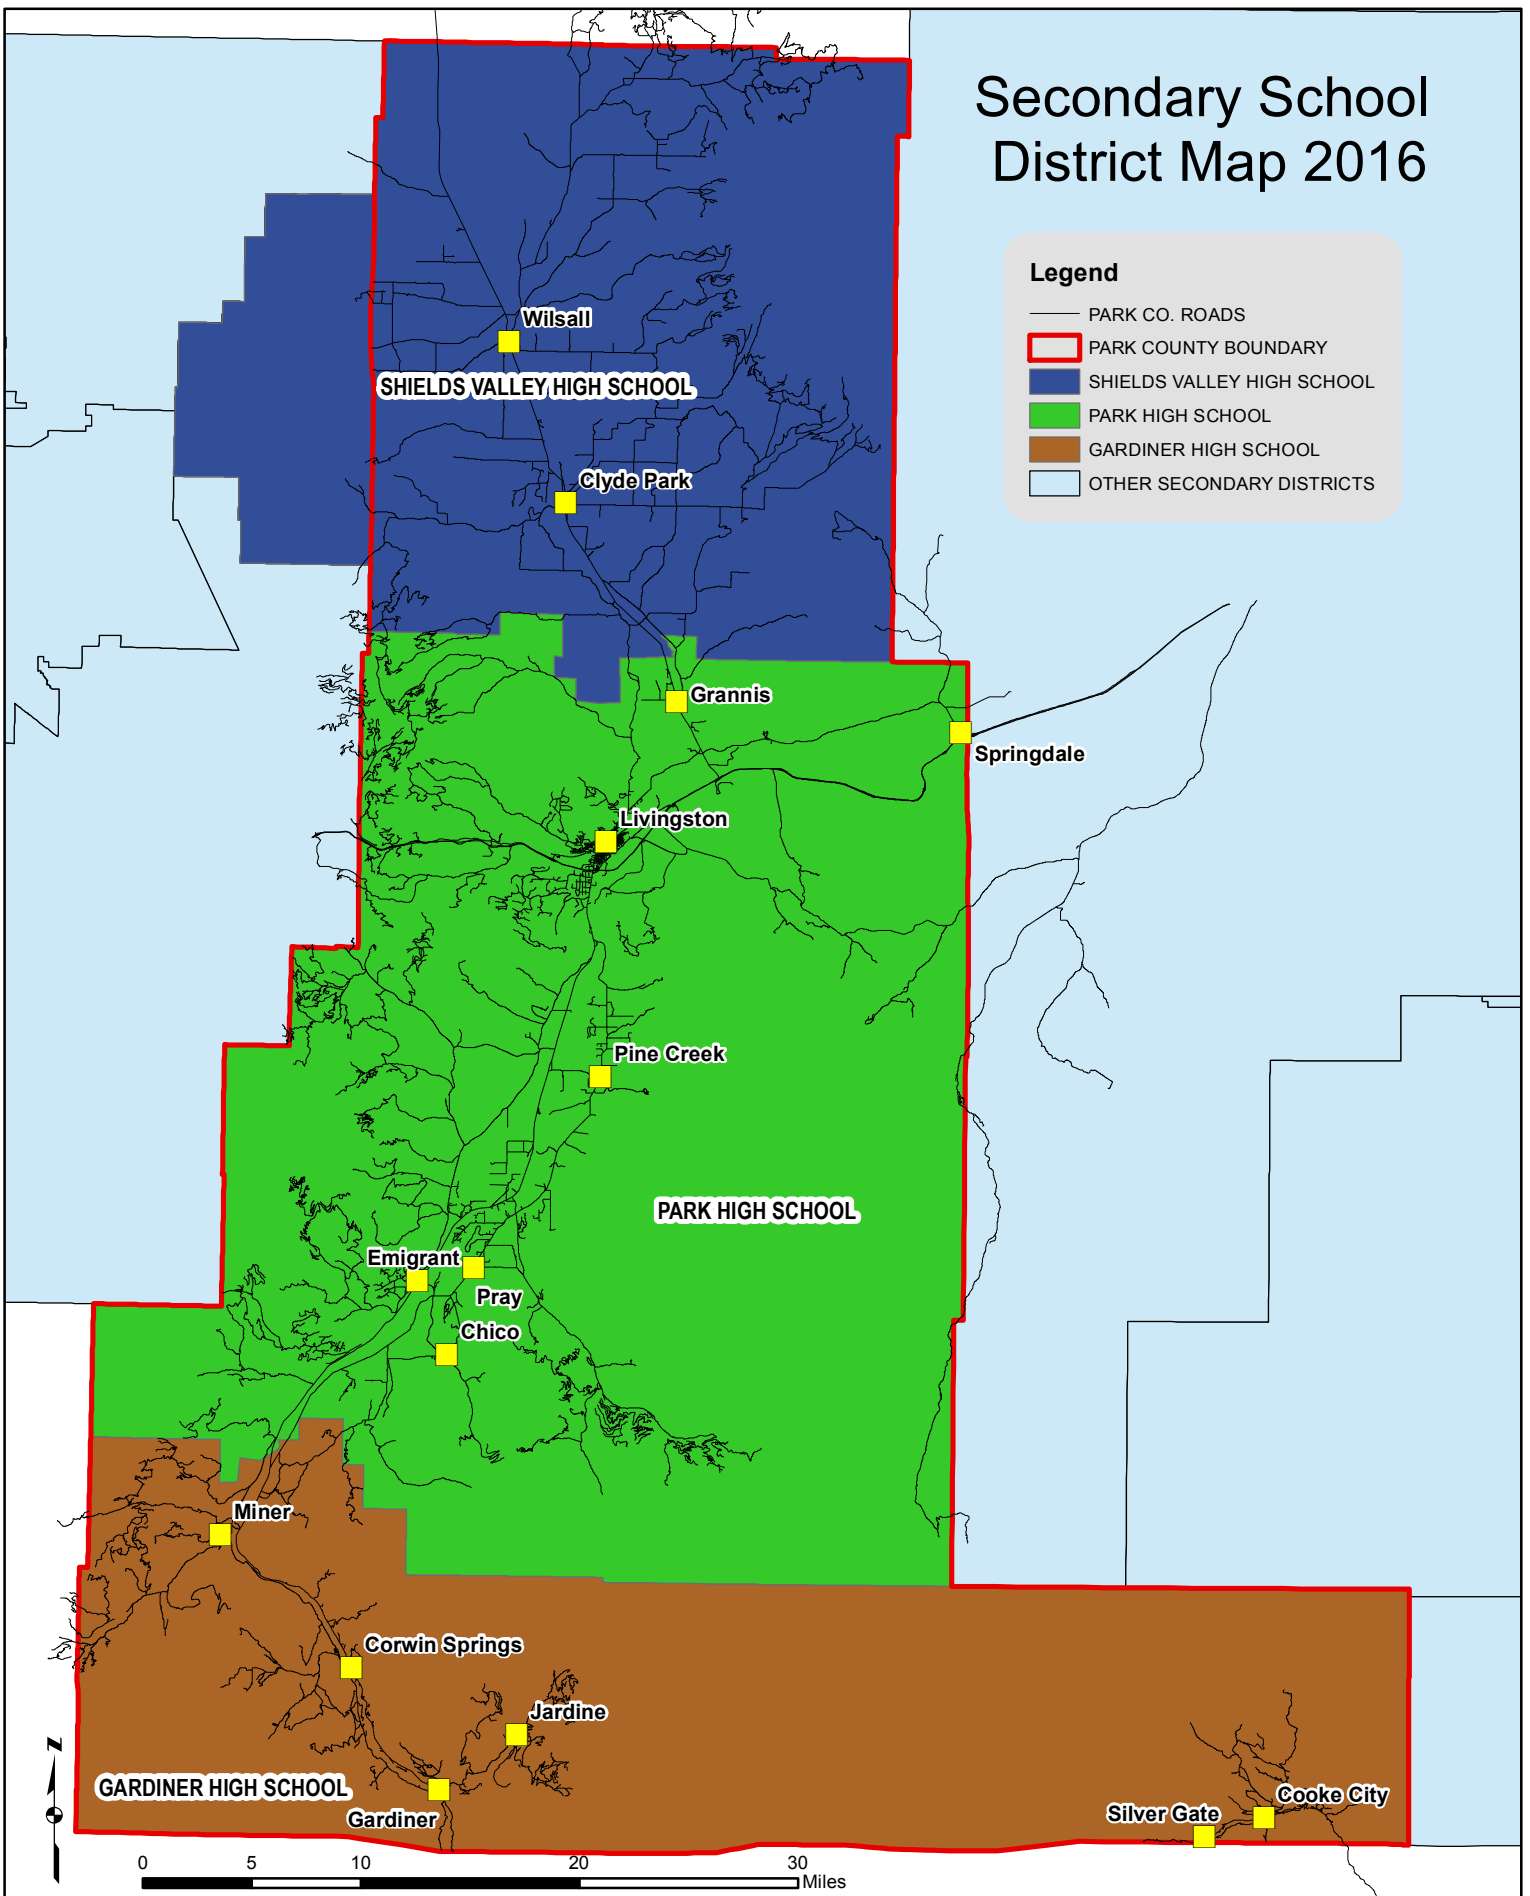 Secondary School
District Map 2016
Legend
PARK CO. ROADS
PARK COUNTY BOUNDARY
SHIELDS VALLEY HIGH SCHOOL
PARK HIGH SCHOOL
GARDINER HIGH SCHOOL
OTHER SECONDARY DISTRICTS
Wilsall
SHIELDS VALLEY HIGH SCHOOL
Clyde Park
Grannis
Springdale
Livingston
Pine Creek
PARK HIGH SCHOOL
Emigrant
Pray
Chico
Miner
Corwin Springs
Jardine
GARDINER HIGH SCHOOL
Gardiner
Cooke City
Silver Gate
N
0 5 10 20 30
Miles